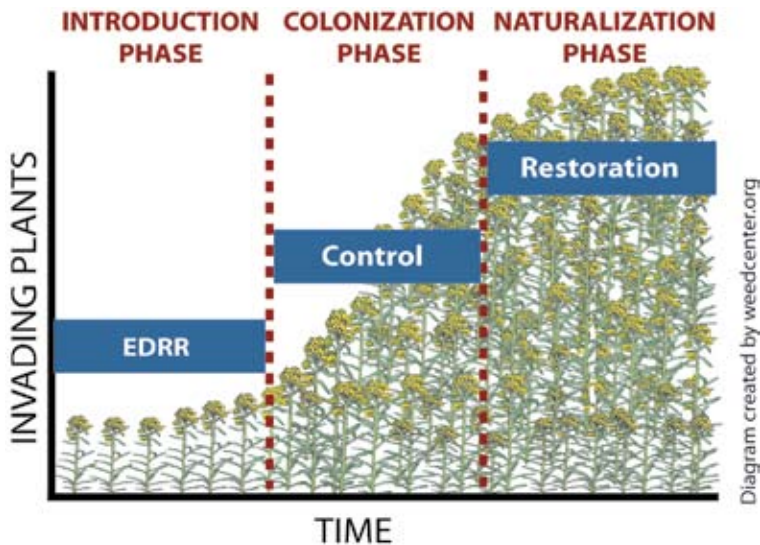 INTRODUCTION PHASE
COLONIZATION PHASE
NATURALIZATION PHASE
INVADING PLANTS
EDRR
Control
Restoration
TIME
Diagram created by weedcenter.org